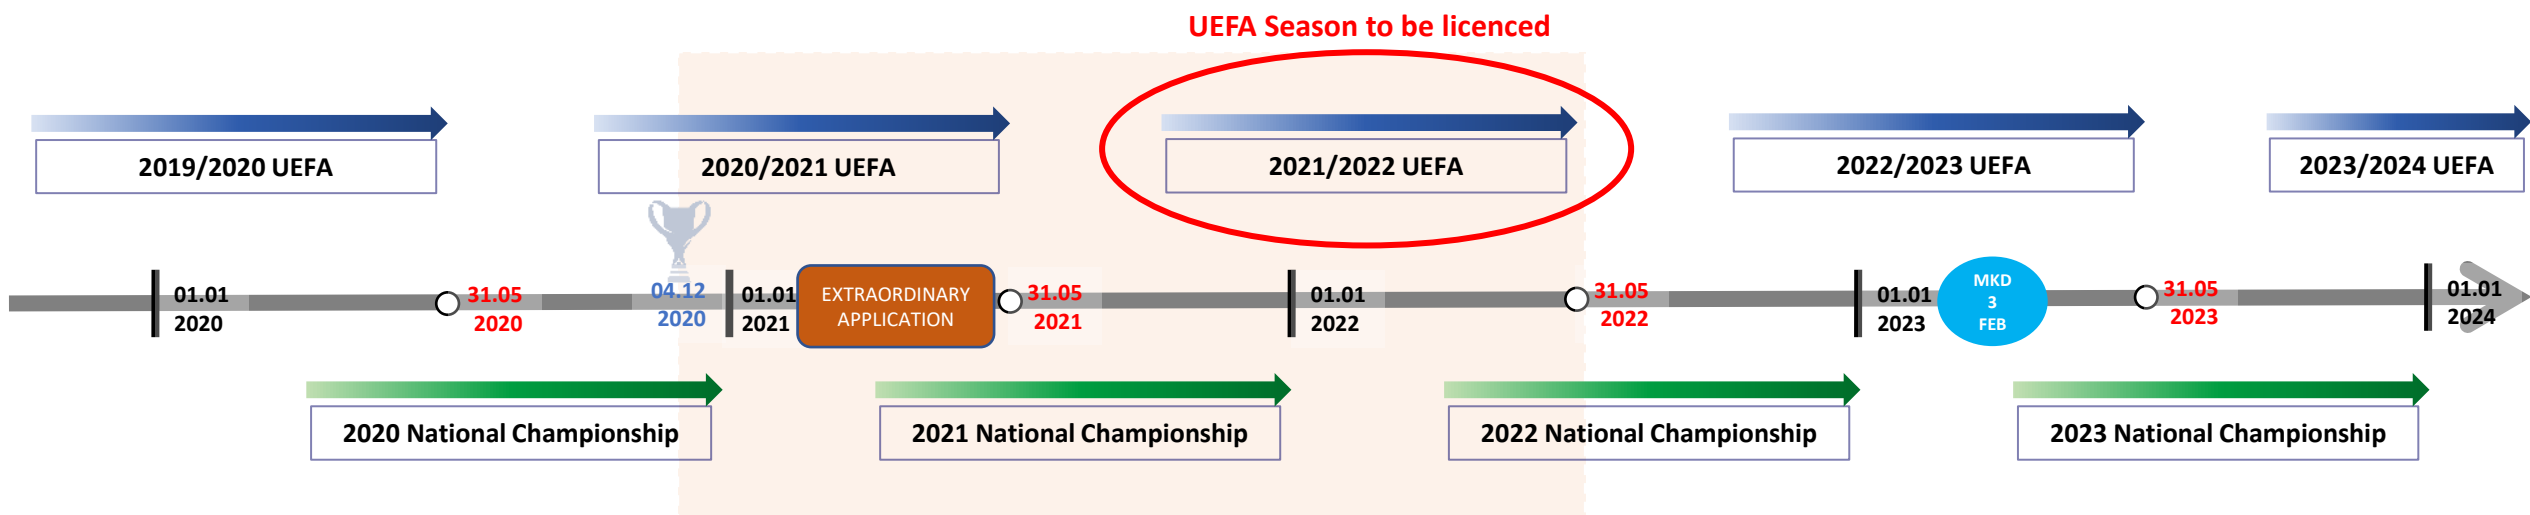 UEFA Season to be licenced
2019/2020 UEFA
2020/2021 UEFA
2021/2022 UEFA
2022/2023 UEFA
2023/2024 UEFA
01.01
2020
31.05
2020
04.12
2020
01.01
2021
EXTRAORDINARY
APPLICATION
31.05
2021
01.01
2022
31.05
2022
01.01
2023
MKD
3
FEB
31.05
2023
01.01
2024
2020 National Championship
2021 National Championship
2022 National Championship
2023 National Championship